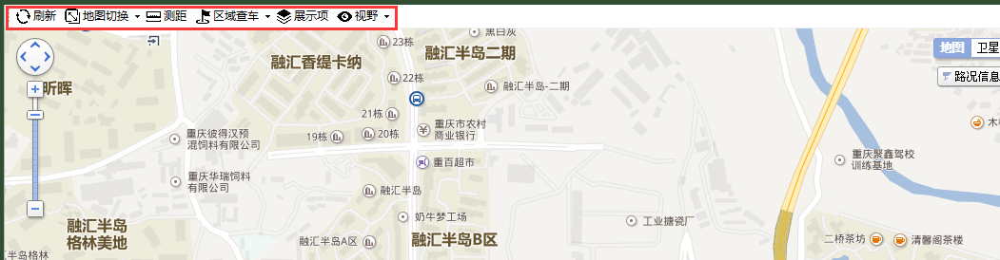 刷新 地图切换 测距 区域查车 展示项 视野
黑白灰
23栋
融汇半岛二期
地图 卫星
融汇香缇卡纳
22栋
路况信息
昕晖
融汇半岛-二期
21栋
重庆市农村
商业银行
20栋
19栋
重庆彼得汉预
混饲料有限公司
重庆聚鑫驾校
训练基地
重百超市
重庆华瑞饲料
有限公司
融汇半岛
奶牛梦工场
工业搪瓷厂
融汇半岛
格林美地
融汇半岛A区
融汇半岛B区
二桥茶坊
清馨阁茶楼
汇半岛格林